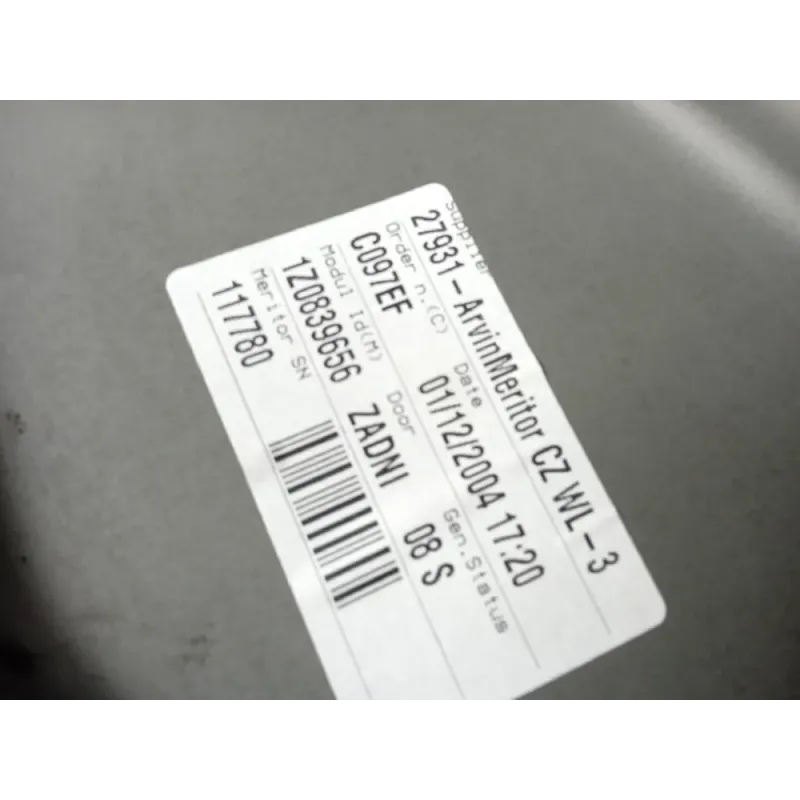 Supplier
27931-ArvinMeritor CZ WL-3
Order n.(C) Date
C097EF 01/12/2004 17:20
Modul Id(M) Door Gen.Status
1Z0839656 ZADNI 08 S
Meritor SN
117780